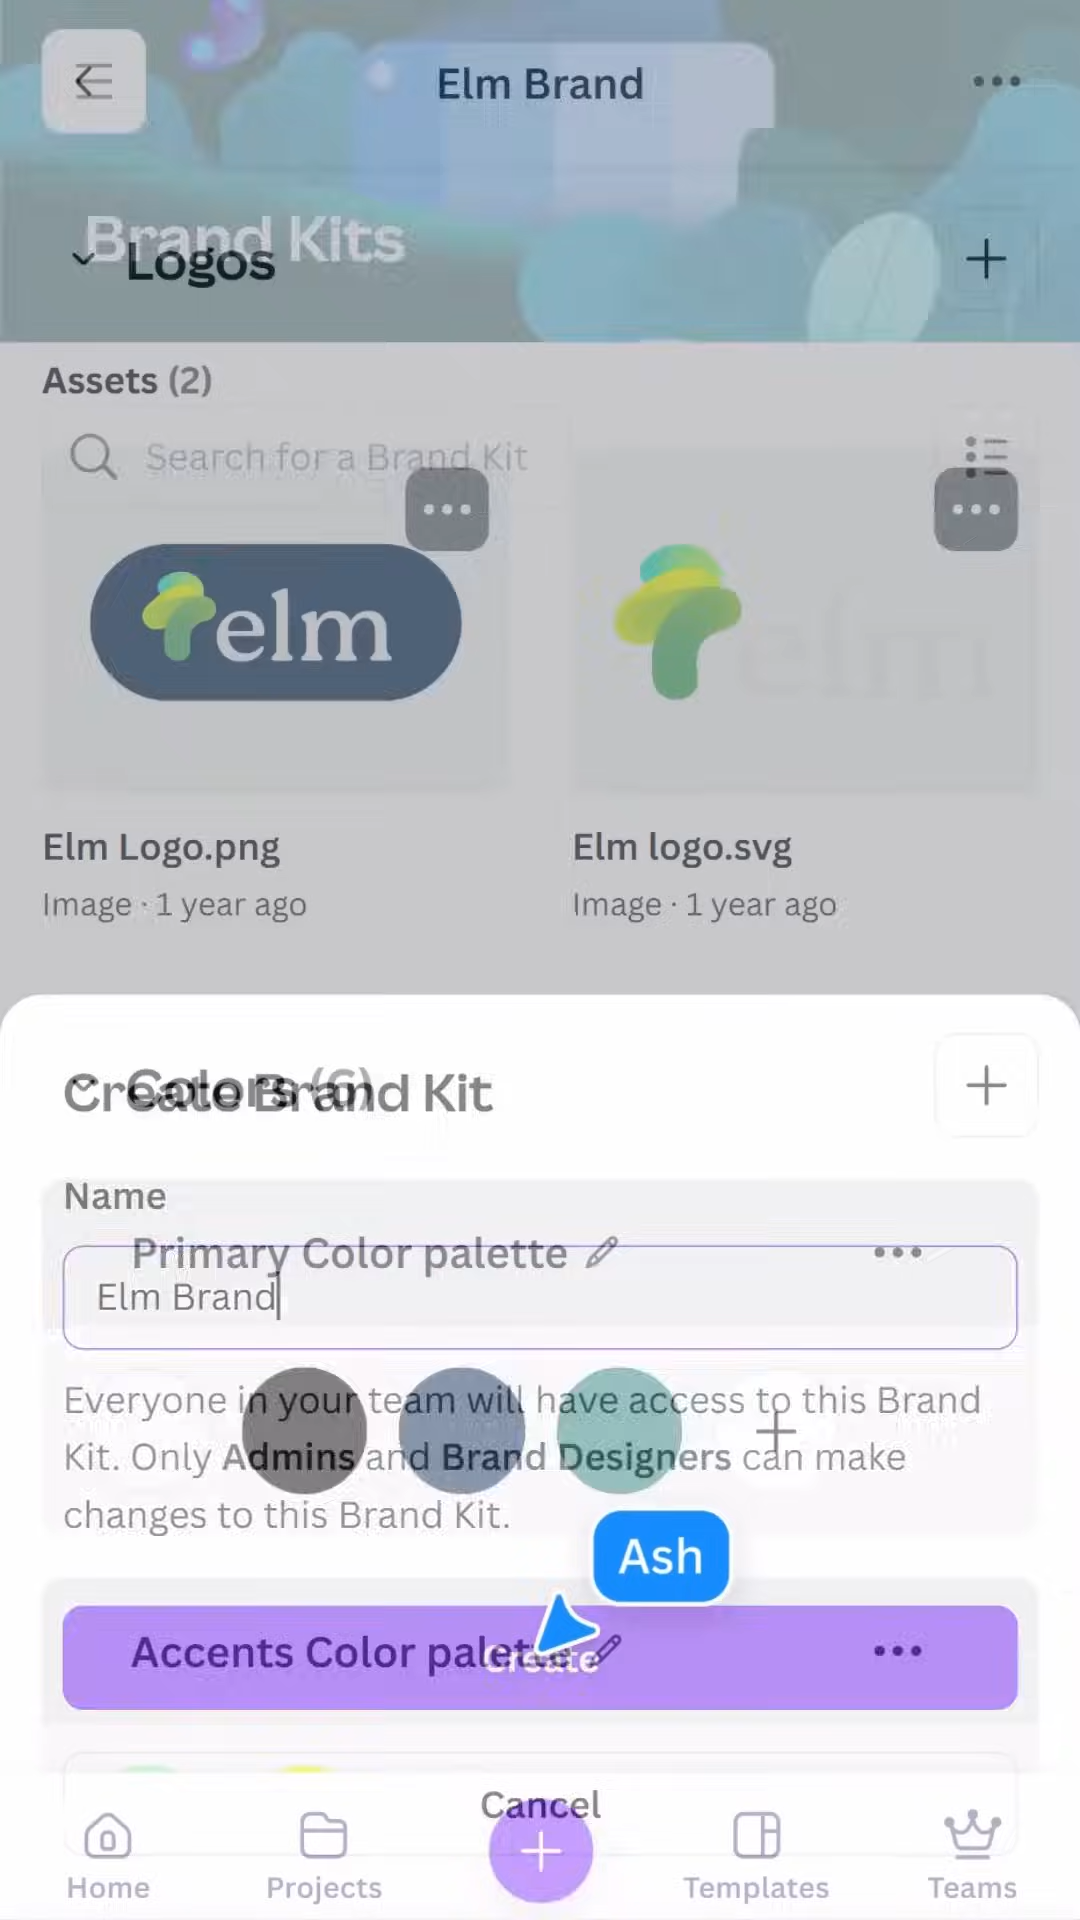 Elm Brand
Brand Kits
Logos
Assets (2)
Search for a Brand Kit
elm
elm
Elm Logo.png
Elm logo.svg
Image · 1 year ago
Image · 1 year ago
Create Brand Kit
Colors (6)
Name
Primary Color palette
Elm Brand
Everyone in your team will have access to this Brand
Kit. Only Admins and Brand Designers can make
changes to this Brand Kit.
Ash
Accents Color palette
Create
Cancel
Home
Projects
Templates
Teams